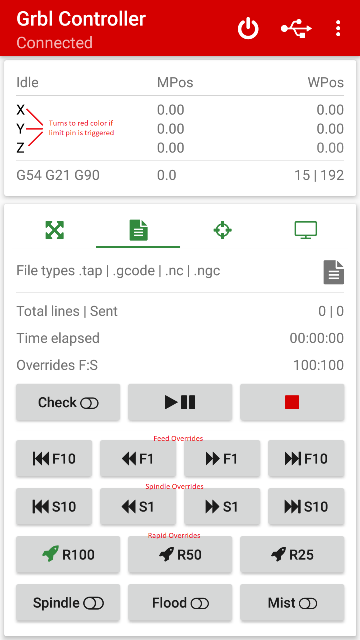 Grbl Controller
Connected
Idle MPos WPos
X 0.00 0.00
Turns to red color if
Y 0.00 0.00
limit pin is triggered
Z 0.00 0.00
G54 G21 G90 0.0 15 | 192
File types .tap | .gcode | .nc | .ngc
Total lines | Sent 0 | 0
Time elapsed 00:00:00
Overrides F:S 100:100
Check
Feed Overrides
F10 F1 F1 F10
Spindle Overrides
S10 S1 S1 S10
Rapid Overrides
R100 R50 R25
Spindle Flood Mist